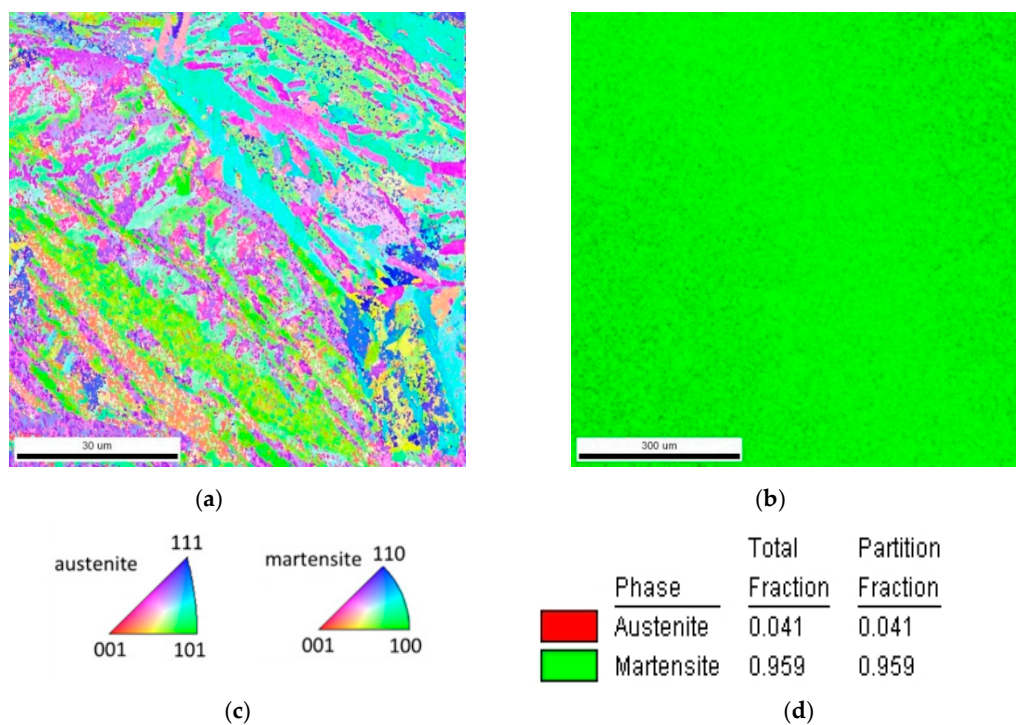 30 um
300 um
(a)
(b)
austenite
111
001
101
martensite
110
001
100
Total Partition
Phase Fraction Fraction
Austenite 0.041 0.041
Martensite 0.959 0.959
(c)
(d)